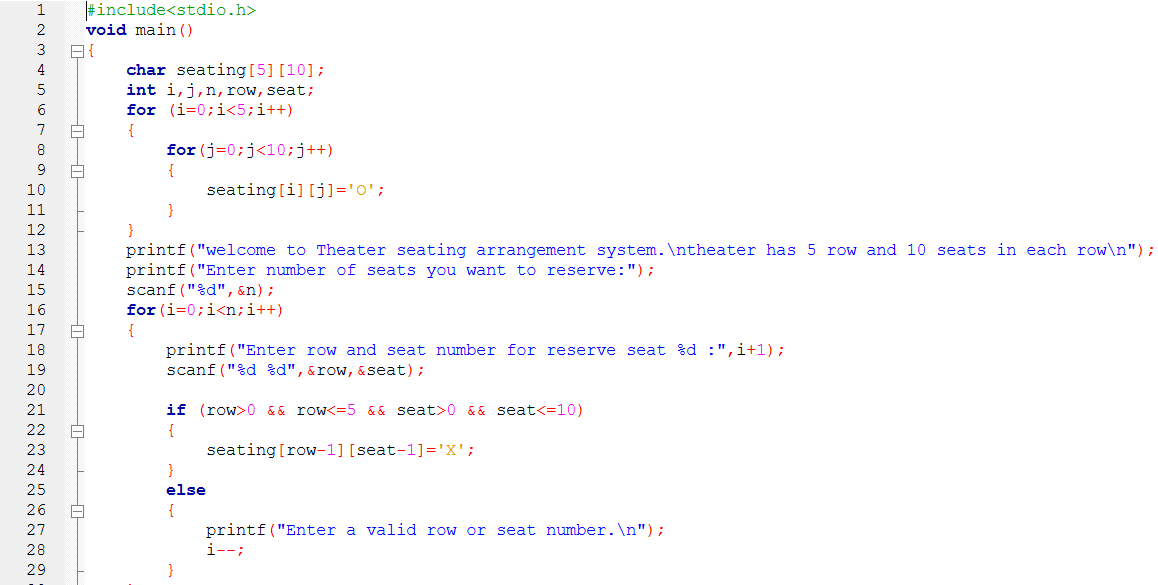 1 #include<stdio.h>
2 void main()
3 {
4 char seating[5][10];
5 int i,j,n,row,seat;
6 for (i=0;i<5;i++)
7 {
8 for(j=0;j<10;j++)
9 {
10 seating[i][j]='O';
11 }
12 }
13 printf("welcome to Theater seating arrangement system.\ntheater has 5 row and 10 seats in each row\n");
14 printf("Enter number of seats you want to reserve:");
15 scanf("%d",&n);
16 for(i=0;i<n;i++)
17 {
18 printf("Enter row and seat number for reserve seat %d :",i+1);
19 scanf("%d %d",&row,&seat);
20
21 if (row>0 && row<=5 && seat>0 && seat<=10)
22 {
23 seating[row-1][seat-1]='X';
24 }
25 else
26 {
27 printf("Enter a valid row or seat number.\n");
28 i--;
29 }